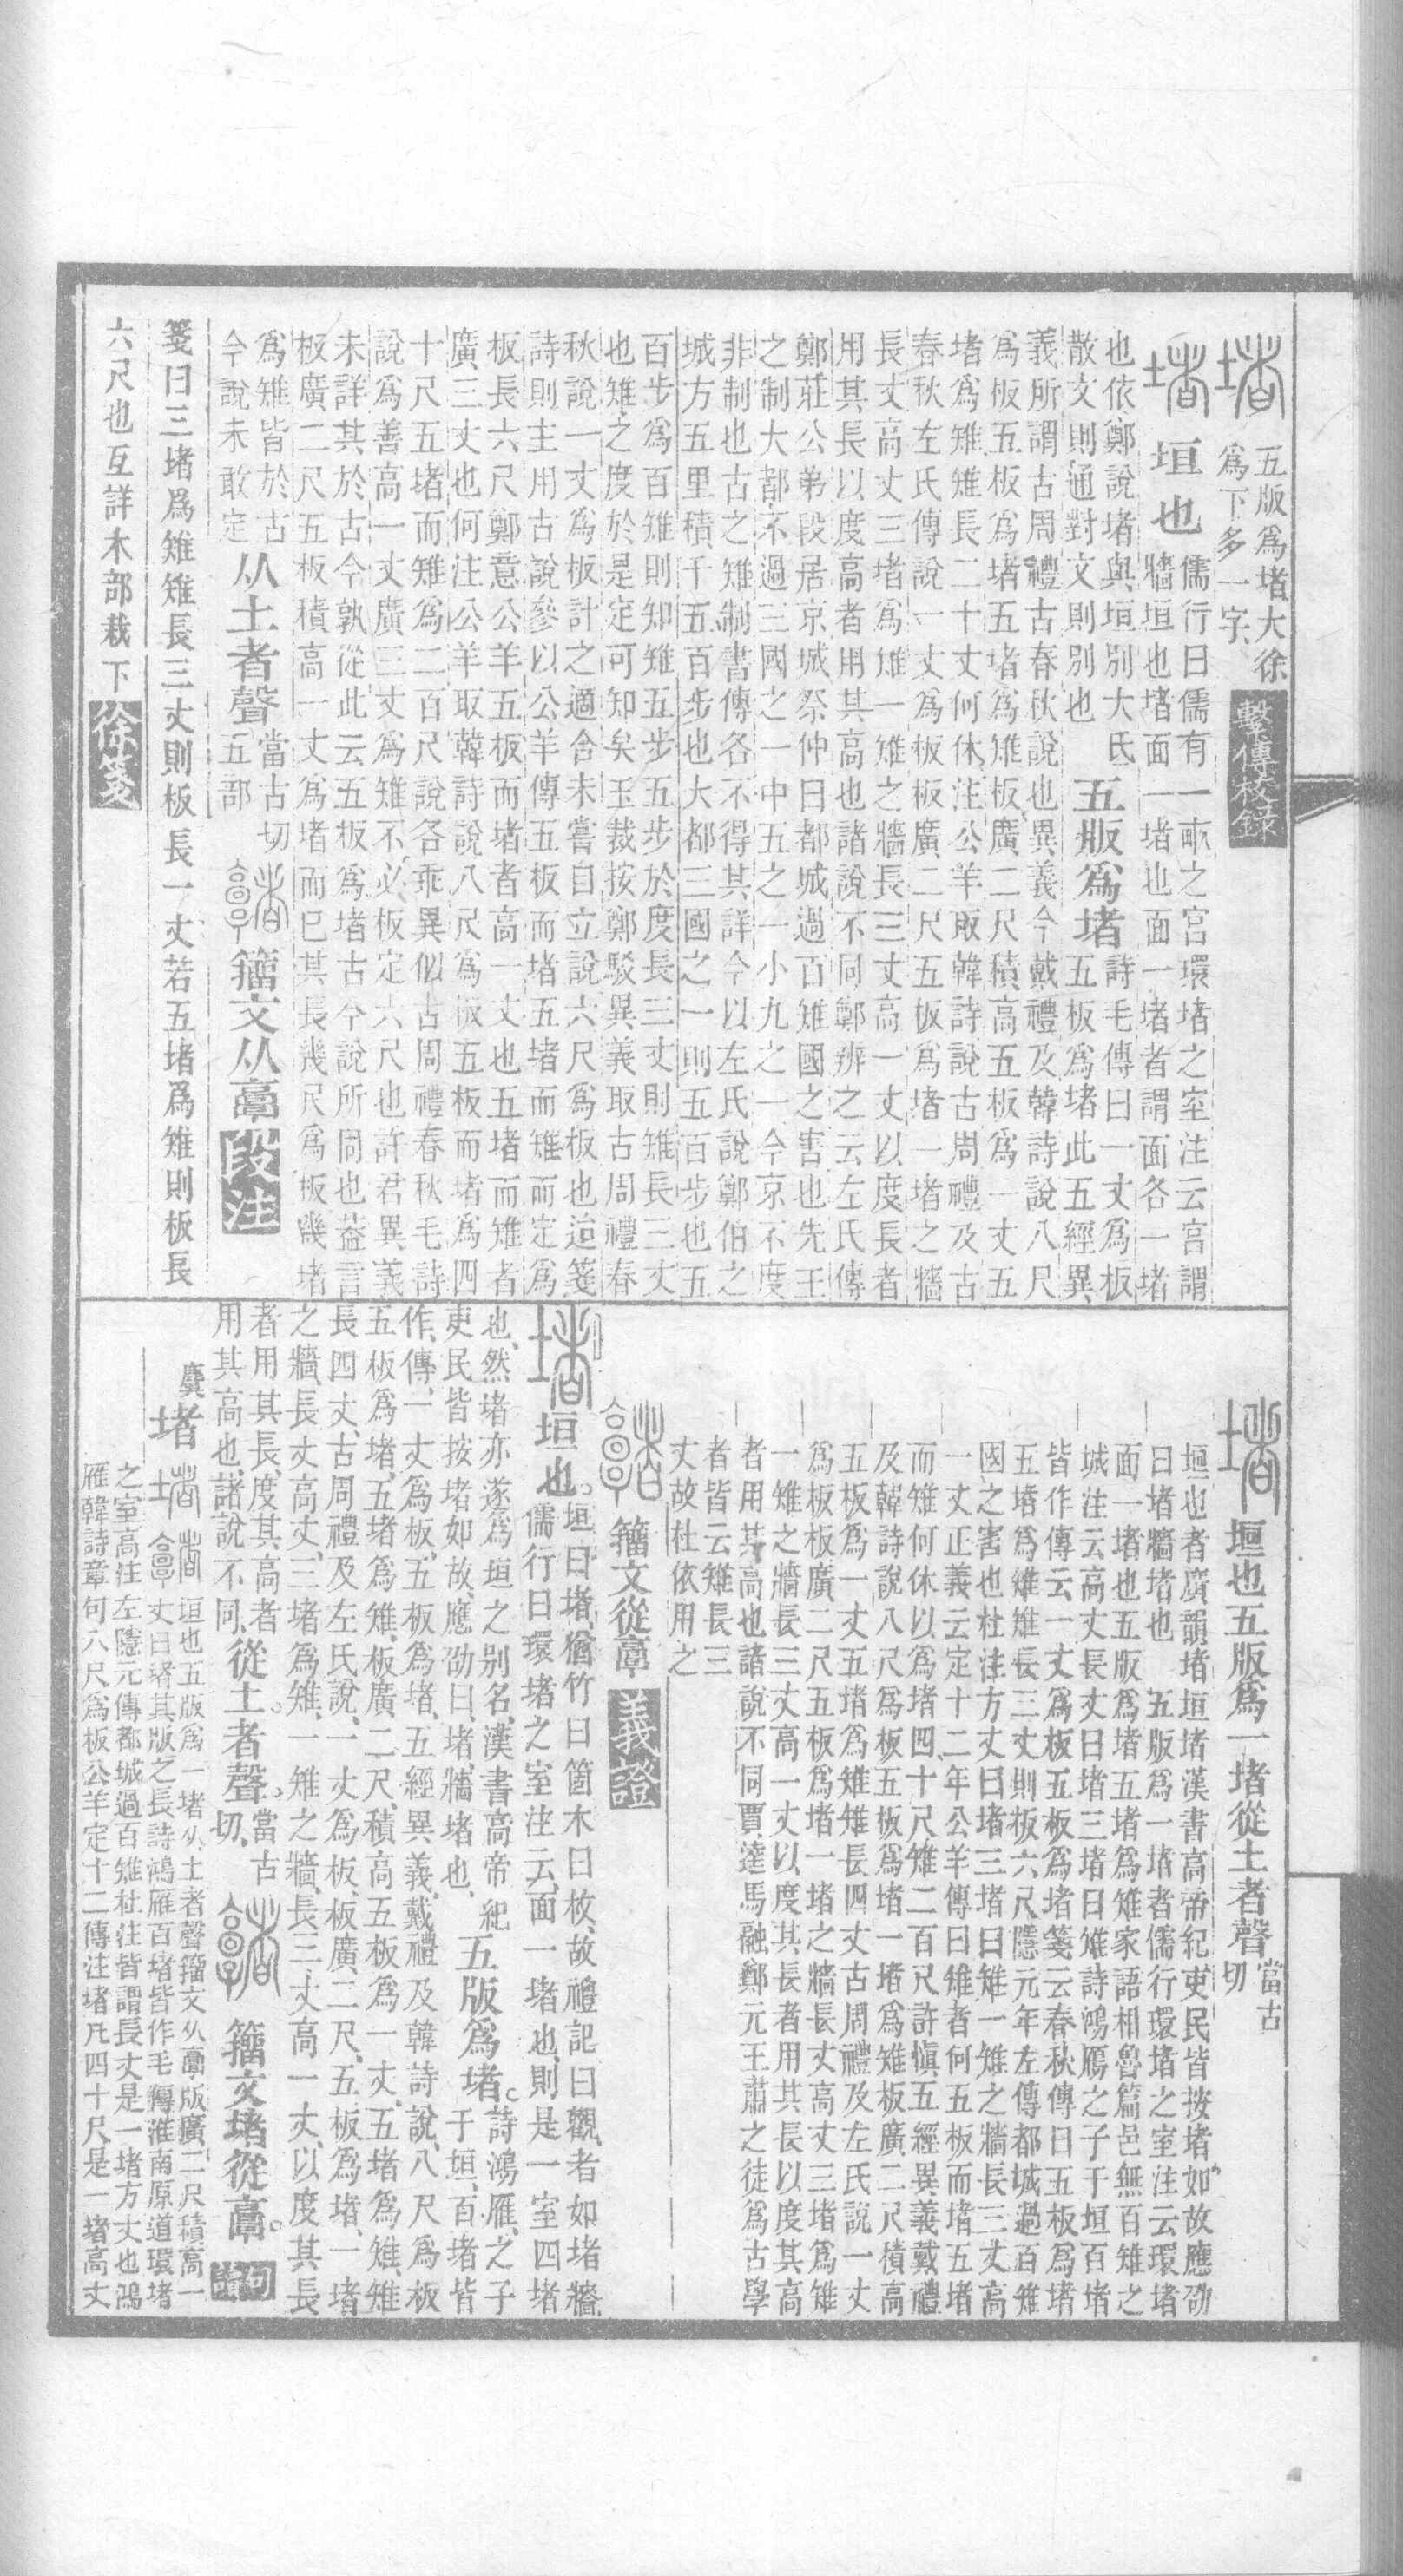 五版爲堵大徐
爲下多一字
繫傳校錄
垣也
儒行曰儒有一畝之宮環堵之室注云宮謂
牆垣也堵面一堵也面一堵者謂面各一堵
也依鄭說堵與垣別大氐
散文則通對文則別也
五版爲堵
詩毛傳曰一丈爲板
五板爲堵此五經異
義所謂古周禮古春秋說也異義今戴禮及韓詩說八尺
爲板五板爲堵五堵爲雉板廣二尺積高五板爲一丈五
堵爲雉雉長二十丈何休注公羊取韓詩說古周禮及古
春秋左氏傳說一丈爲板板廣二尺五板爲堵一堵之牆
長丈高丈三堵爲雉一雉之牆長三丈高一丈以度長者
用其長以度高者用其高也諸說不同鄭辨之云左氏傳
鄭莊公弟段居京城祭仲曰都城過百雉國之害也先王
之制大都不過三國之一中五之一小九之一今京不度
非制也古之雉制書傳各不得其詳今以左氏說鄭伯之
城方五里積千五百步也大都三國之一則五百步也五
百步爲百雉則知雉五步五步於度長三丈則雉長三丈
也雉之度於是定可知矣玉裁按鄭駁異義取古周禮春
秋說一丈爲板計之適合未嘗自立說六尺爲板也迨箋
詩則主用古說參以公羊傳五板而堵五堵而雉而定爲
板長六尺鄭意公羊五板而堵者高一丈也五堵而雉者
廣三丈也何注公羊取韓詩說八尺爲板五板而堵爲四
十尺五堵而雉爲二百尺說各乖異似古周禮春秋毛詩
說爲善高一丈廣三丈爲雉不必板定六尺也許君異義
未詳其於古今孰從此云五板爲堵古今說所同也葢言
板廣二尺五板積高一丈爲堵而已其長幾尺爲板幾堵
爲雉皆於古
今說未敢定
从土者聲
當古切
五部
籒文从𩫖
段注
箋曰三堵爲雉雉長三丈則板長一丈若五堵爲雉則板長
六尺也互詳木部栽下
徐箋
垣也五版爲一堵從土者聲
當古
切
垣也者廣韻堵垣堵漢書高帝紀吏民皆按堵如故應劭
曰堵牆堵也 五版爲一堵者儒行環堵之室注云環堵
面一堵也五版爲堵五堵爲雉家語相魯篇邑無百雉之
城注云高丈長丈曰堵三堵曰雉詩鴻鴈之子于垣百堵
皆作傳云一丈爲板五板爲堵箋云春秋傳曰五板爲堵
五堵爲雉雉長三丈則板六尺隱元年左傳都城過百雉
國之害也杜注方丈曰堵三堵曰雉一雉之牆長三丈高
一丈正義云定十二年公羊傳曰雉者何五板而堵五堵
而雉何休以爲堵四十尺雉二百尺許愼五經異義戴禮
及韓詩說八尺爲板五板爲堵一堵爲雉板廣二尺積高
五板爲一丈五堵爲雉雉長四丈古周禮及左氏說一丈
爲板板廣二尺五板爲堵一堵之牆長丈高丈三堵爲雉
一雉之牆長三丈高一丈以度其長者用其長以度其高
者用其高也諸說不同賈逵馬融鄭元王肅之徒爲古學
者皆云雉長三
丈故杜依用之
籒文從𩫖
義證
垣也。
垣曰堵、猶竹曰箇木曰枚、故禮記曰觀者如堵牆
儒行曰環堵之室注云、面一堵也、則是一室四堵
也、然堵亦遂爲垣之别名、漢書高帝紀
吏民皆按堵如故、應劭曰、堵、牆堵也、
五版爲堵。
詩鴻雁、之子
于垣、百堵皆
作、傳、一丈爲板、五板爲堵、五經異義、戴禮及韓詩說、八尺爲板
五板爲堵、五堵爲雉、板廣二尺、積高五板爲一丈、五堵爲雉、雉
長四丈、古周禮及左氏說、一丈爲板、板廣二尺、五板爲堵、一堵
之牆、長丈高丈、三堵爲雉、一雉之牆、長三丈高一丈、以度其長
者用其長、度其高者
用其高也、諸說不同、
從土。者聲。
當古
切、
籒文堵從𩫖。
句讀
堵
垣也五版爲一堵从土者聲籒文从𩫖版廣二尺積高一
丈曰堵其版之長詩鴻雁百堵皆作毛傳淮南原道環堵
之室高注左隱元傳都城過百雉杜注皆謂長丈是一堵方丈也鴻
雁韓詩章句八尺爲板公羊定十二傳注堵凡四十尺是一堵高丈